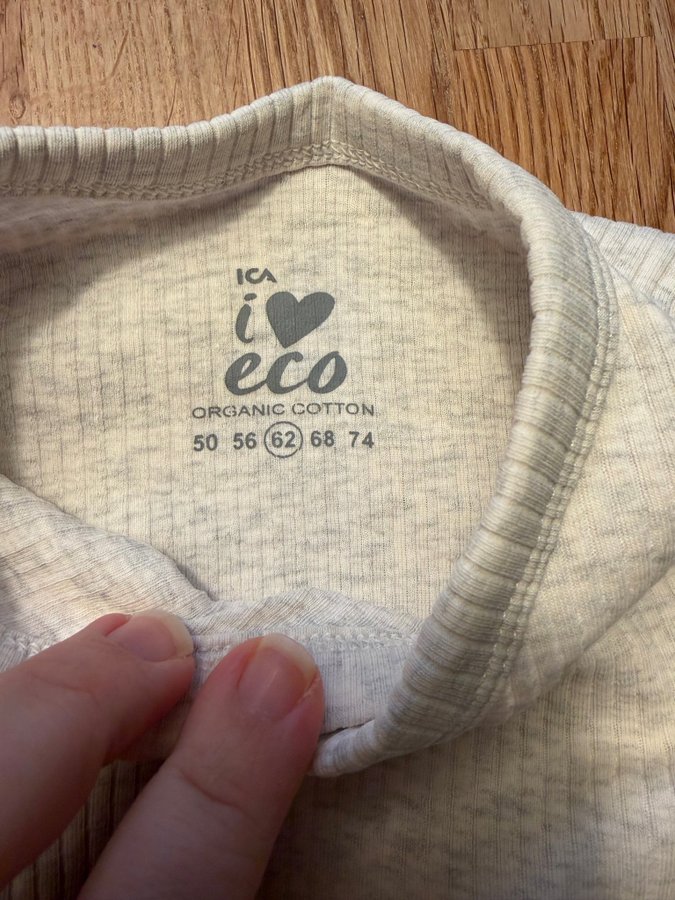 ICA
i ♥
eco
ORGANIC COTTON
50 56 62 68 74